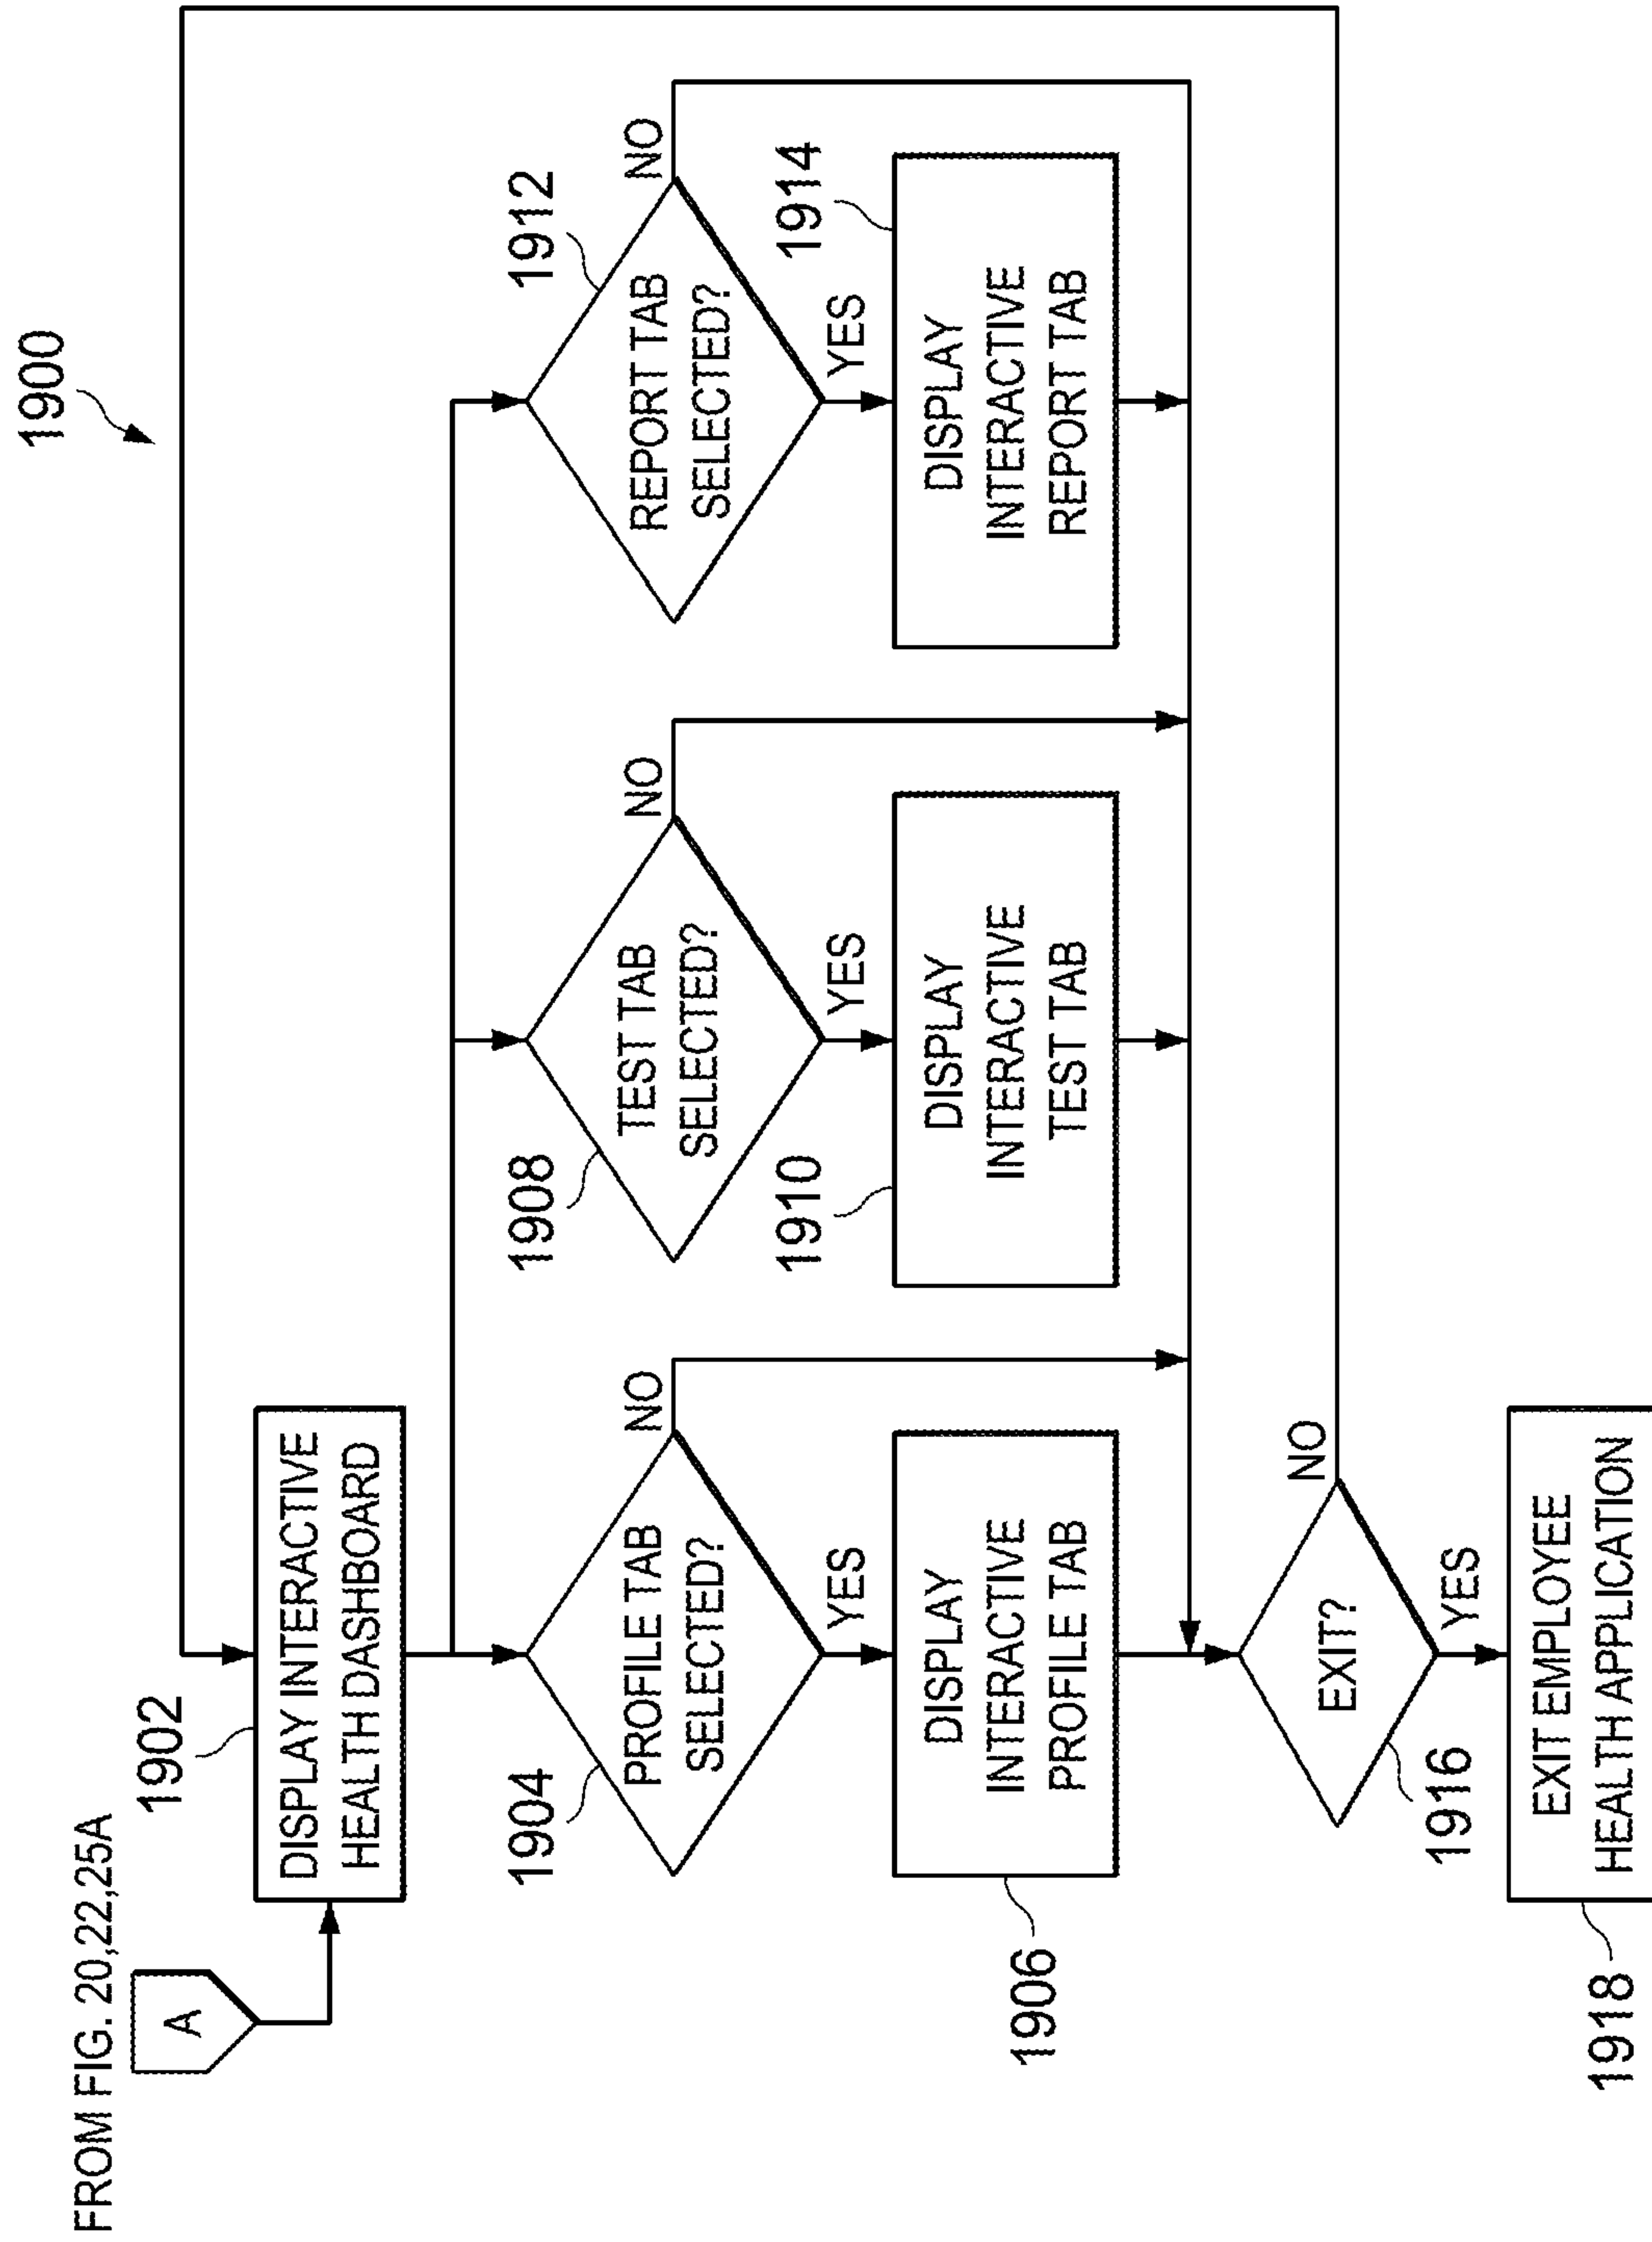 1900
FROM FIG. 20,22,25A
A
1902
DISPLAY INTERACTIVE
HEALTH DASHBOARD
1904
PROFILE TAB
SELECTED?
NO
YES
1908
TEST TAB
SELECTED?
NO
YES
1912
REPORT TAB
SELECTED?
NO
YES
1906
DISPLAY
INTERACTIVE
PROFILE TAB
1910
DISPLAY
INTERACTIVE
TEST TAB
1914
DISPLAY
INTERACTIVE
REPORT TAB
EXIT?
NO
1916
YES
1918
EXIT EMPLOYEE
HEALTH APPLICATION